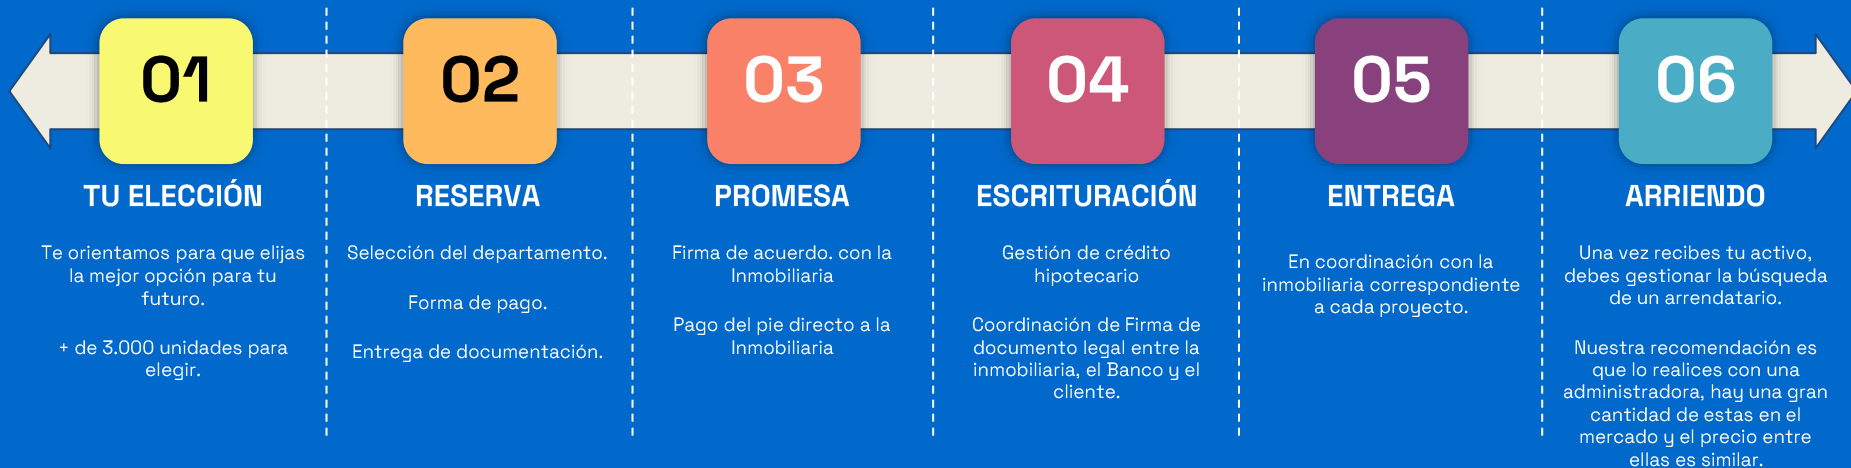 01
TU ELECCIÓN
Te orientamos para que elijas
la mejor opción para tu
futuro.
+ de 3.000 unidades para
elegir.
02
RESERVA
Selección del departamento.
Forma de pago.
Entrega de documentación.
03
PROMESA
Firma de acuerdo. con la
Inmobiliaria
Pago del pie directo a la
Inmobiliaria
04
ESCRITURACIÓN
Gestión de crédito
hipotecario
Coordinación de Firma de
documento legal entre la
inmobiliaria, el Banco y el
cliente.
05
ENTREGA
En coordinación con la
inmobiliaria correspondiente
a cada proyecto.
06
ARRIENDO
Una vez recibes tu activo,
debes gestionar la búsqueda
de un arrendatario.
Nuestra recomendación es
que lo realices con una
administradora, hay una gran
cantidad de estas en el
mercado y el precio entre
ellas es similar.